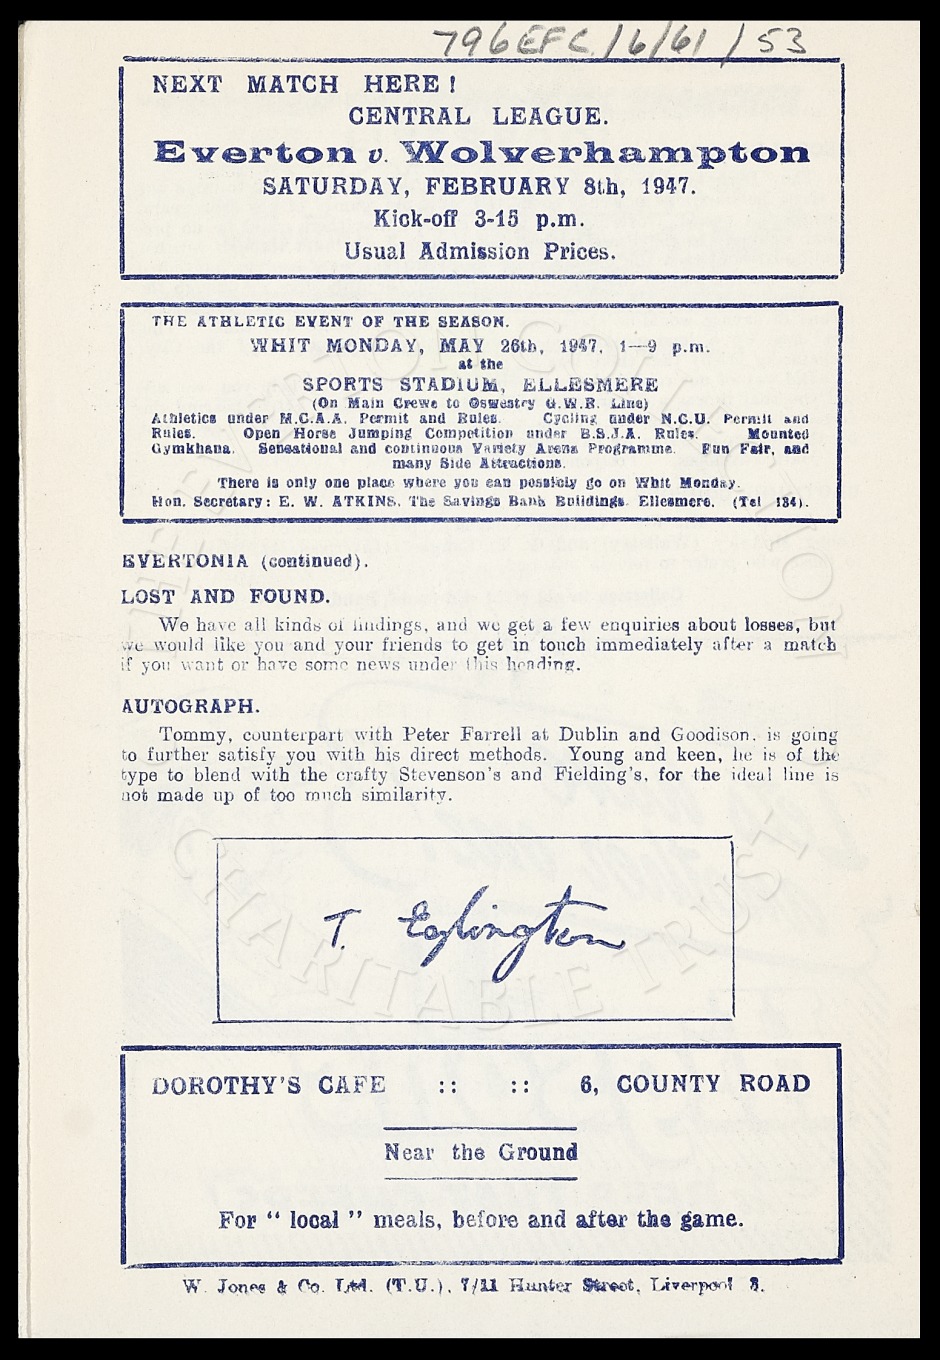 796EFC/6/61/53
NEXT MATCH HERE!
CENTRAL LEAGUE.
Everton v. Wolverhampton
SATURDAY, FEBRUARY 8th, 1947.
Kick-off 3-15 p.m.
Usual Admission Prices.
THE ATHLETIC EVENT OF THE SEASON.
WHIT MONDAY, MAY 26th, 1947, 1—9 p.m.
at the
SPORTS STADIUM, ELLESMERE
(On Main Crewe to Oswestry G.W.R. Line)
Athletics under M.C.A.A. Permit and Rules. Cycling under N.C.U. Permit and
Rules. Open Horse Jumping Competition under B.S.J.A. Rules. Mounted
Gymkhana. Sensational and continuous Variety Arena Programme. Fun Fair, and
many Side Attractions.
There is only one place where you can possibly go on Whit Monday.
Hon. Secretary: E. W. ATKINS, The Savings Bank Buildings, Ellesmere. (Tel 134).
EVERTONIA (continued).
LOST AND FOUND.
We have all kinds of findings, and we get a few enquiries about losses, but
we would like you and your friends to get in touch immediately after a match
if you want or have some news under this heading.
AUTOGRAPH.
Tommy, counterpart with Peter Farrell at Dublin and Goodison, is going
to further satisfy you with his direct methods. Young and keen, he is of the
type to blend with the crafty Stevenson's and Fielding's, for the ideal line is
not made up of too much similarity.
T. Eglington
DOROTHY'S CAFE :: :: 6, COUNTY ROAD
Near the Ground
For " local " meals, before and after the game.
W. Jones & Co. Ltd. (T.U.), 7/11 Hunter Street, Liverpool 3.
THE EVERTON COLLECTION
CHARITABLE TRUST